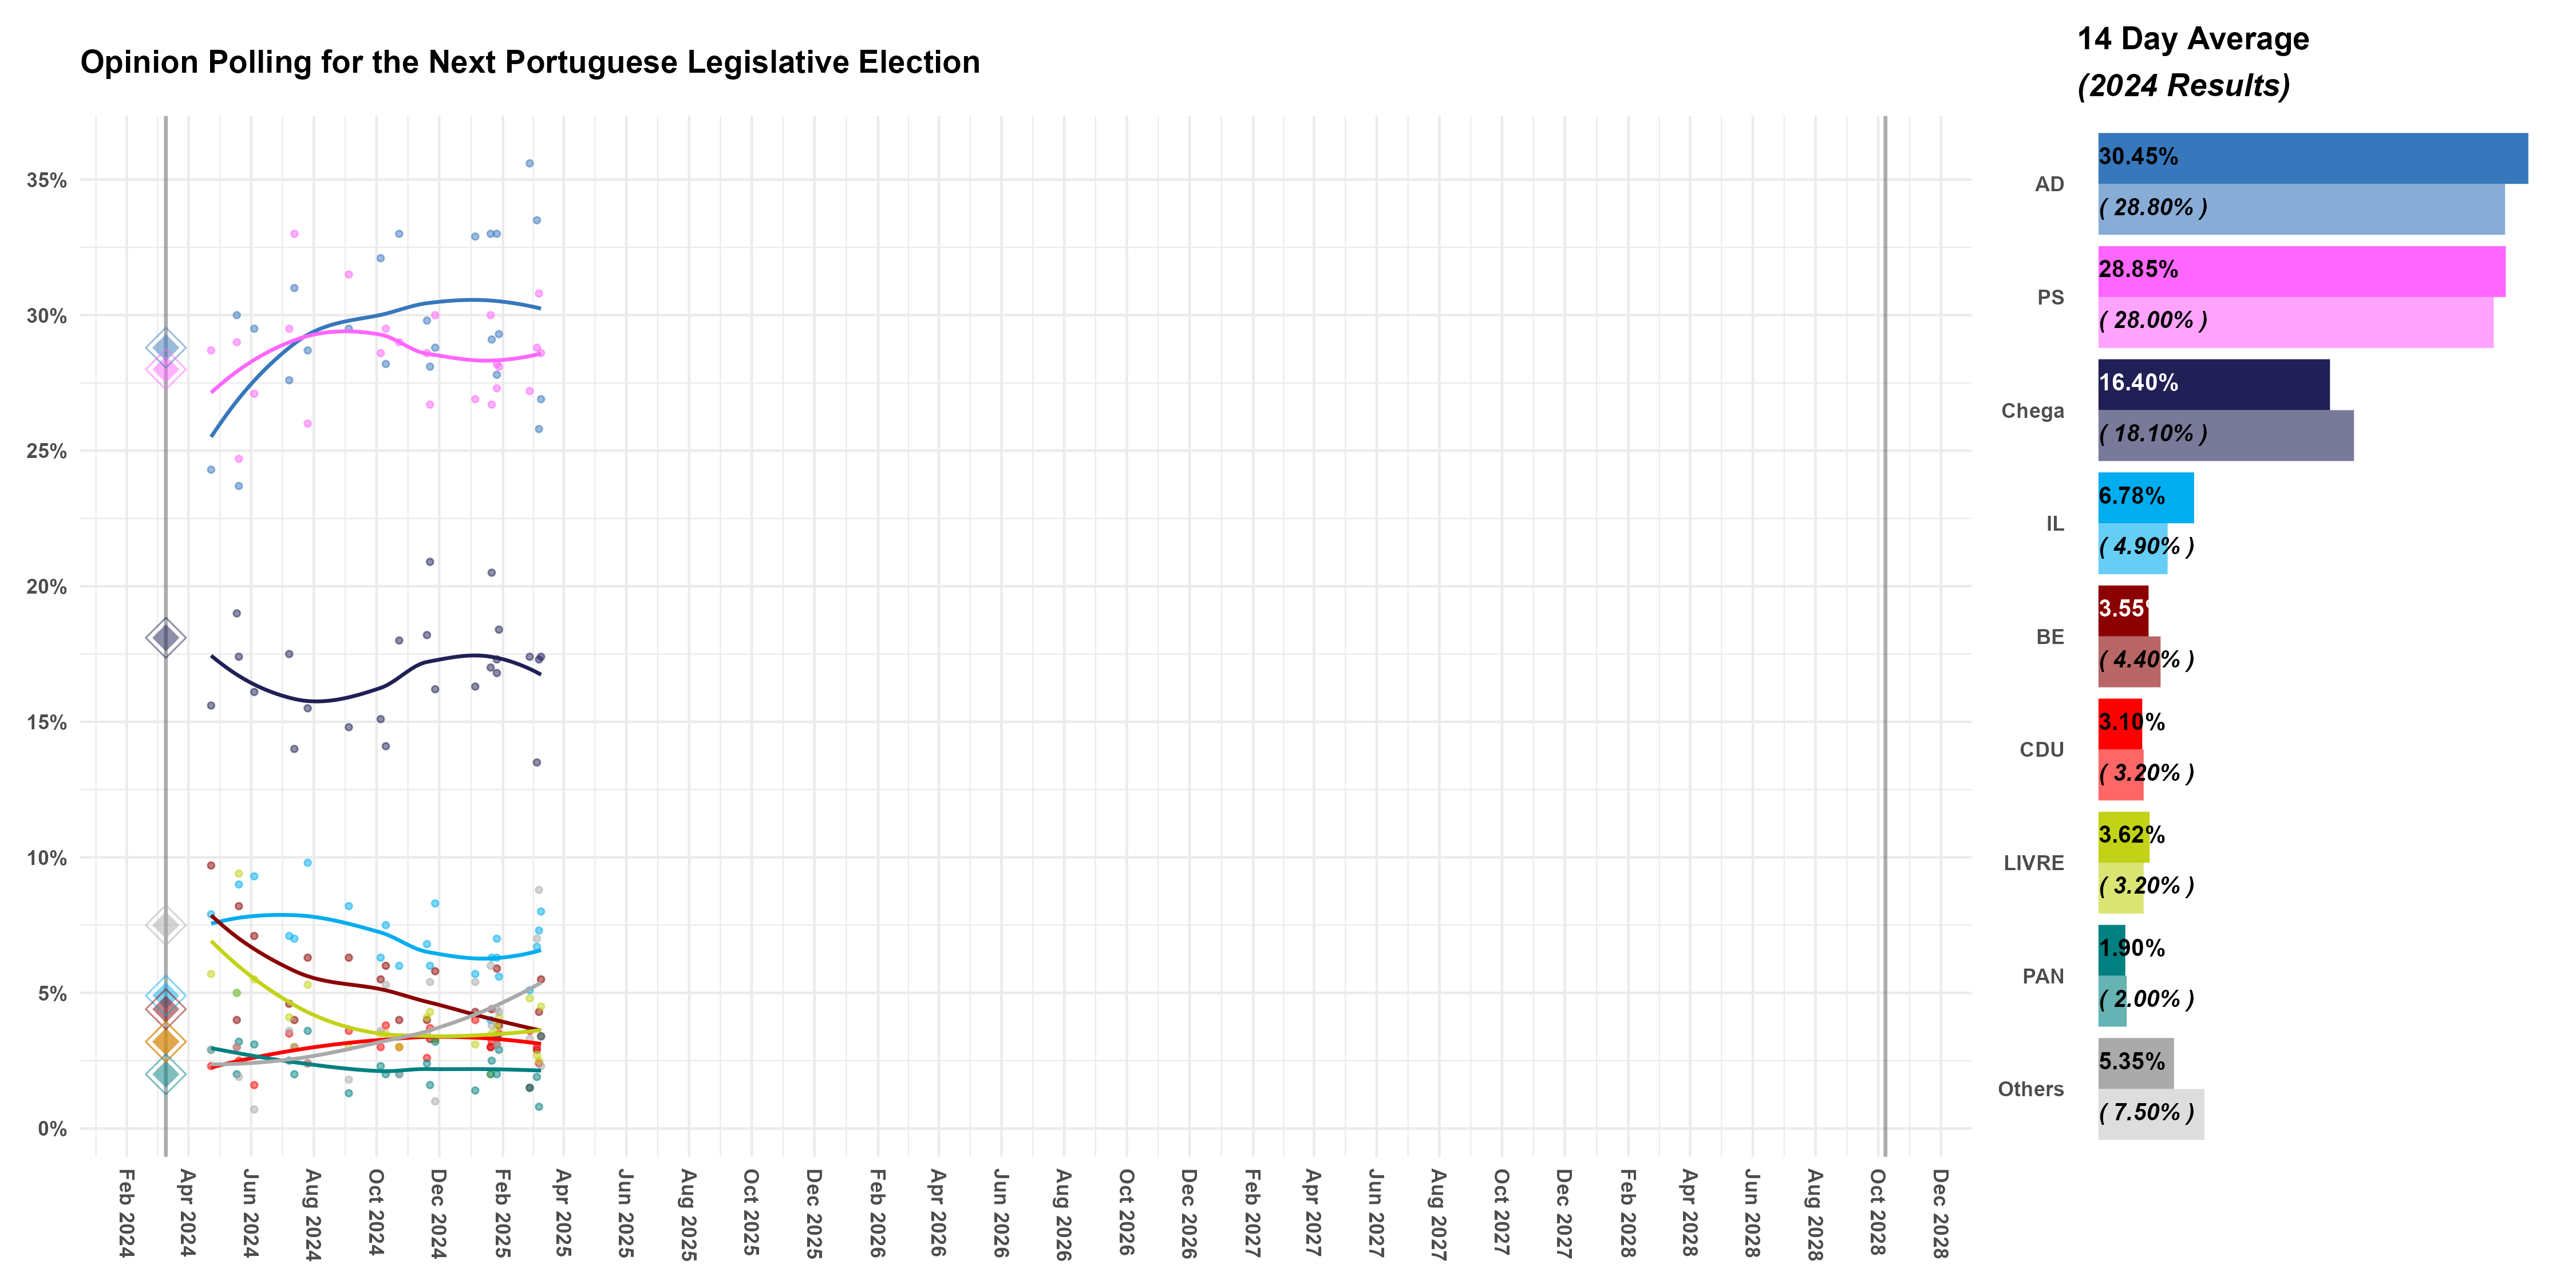 Opinion Polling for the Next Portuguese Legislative Election
35%
30%
25%
20%
15%
10%
5%
0%
Feb 2024
Apr 2024
Jun 2024
Aug 2024
Oct 2024
Dec 2024
Feb 2025
Apr 2025
Jun 2025
Aug 2025
Oct 2025
Dec 2025
Feb 2026
Apr 2026
Jun 2026
Aug 2026
Oct 2026
Dec 2026
Feb 2027
Apr 2027
Jun 2027
Aug 2027
Oct 2027
Dec 2027
Feb 2028
Apr 2028
Jun 2028
Aug 2028
Oct 2028
Dec 2028
14 Day Average
(2024 Results)
AD
30.45%
( 28.80% )
PS
28.85%
( 28.00% )
Chega
16.40%
( 18.10% )
IL
6.78%
( 4.90% )
BE
3.55%
( 4.40% )
CDU
3.10%
( 3.20% )
LIVRE
3.62%
( 3.20% )
PAN
1.90%
( 2.00% )
Others
5.35%
( 7.50% )